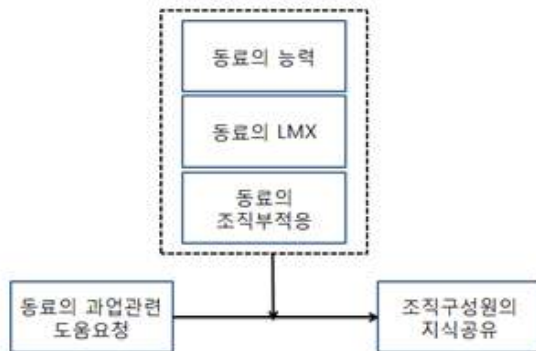 동료의 능력
동료의 LMX
동료의
조직부적응
동료의 과업관련
도움요청
조직구성원의
지식공유